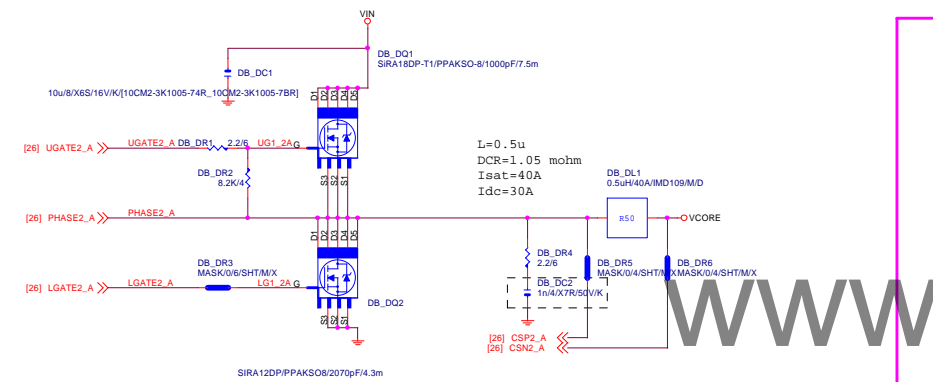 VIN
DB_DQ1
SiRA18DP-T1/PPAKSO-8/1000pF/7.5m
DB_DC1
10u/8/X6S/16V/K/[10CM2-3K1005-74R_10CM2-3K1005-7BR]
D1 D2 D3 D4 D5
[26] UGATE2_A UGATE2_A DB_DR1 2.2/6 UG1_2A G
DB_DR2
8.2K/4
S3 S2 S1
L=0.5u
DCR=1.05 mohm
Isat=40A
Idc=30A
DB_DL1
0.5uH/40A/IMD109/M/D
R50
VCORE
[26] PHASE2_A PHASE2_A
D1 D2 D3 D4 D5
DB_DR4
2.2/6
DB_DR3
MASK/0/6/SHT/M/X
DB_DR5
MASK/0/4/SHT/M/X
DB_DR6
MASK/0/4/SHT/M/X
[26] LGATE2_A LGATE2_A LG1_2A G
DB_DC2
1n/4/X7R/50V/K
DB_DQ2
S3 S2 S1
[26] CSP2_A
[26] CSN2_A
SIRA12DP/PPAKSO8/2070pF/4.3m
www